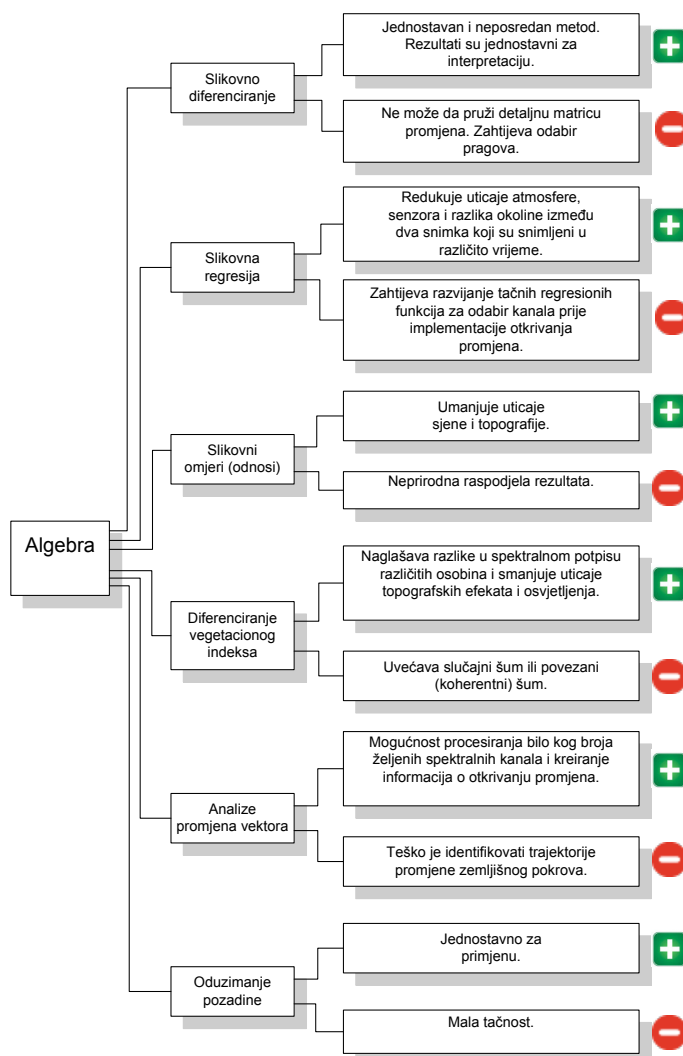 Jednostavan i neposredan metod.
Rezultati su jednostavni za
interpretaciju.
Slikovno
diferenciranje
Ne može da pruži detaljnu matricu
promjena. Zahtijeva odabir
pragova.
Redukuje uticaje atmosfere,
senzora i razlika okoline između
dva snimka koji su snimljeni u
različito vrijeme.
Slikovna
regresija
Zahtijeva razvijanje tačnih regresionih
funkcija za odabir kanala prije
implementacije otkrivanja
promjena.
Umanjuje uticaje
sjene i topografije.
Slikovni
omjeri (odnosi)
Neprirodna raspodjela rezultata.
Algebra
Naglašava razlike u spektralnom potpisu
različitih osobina i smanjuje uticaje
topografskih efekata i osvjetljenja.
Diferenciranje
vegetacionog
indeksa
Uvećava slučajni šum ili povezani
(koherentni) šum.
Mogućnost procesiranja bilo kog broja
željenih spektralnih kanala i kreiranje
informacija o otkrivanju promjena.
Analize
promjena vektora
Teško je identifikovati trajektorije
promjene zemljišnog pokrova.
Jednostavno za
primjenu.
Oduzimanje
pozadine
Mala tačnost.